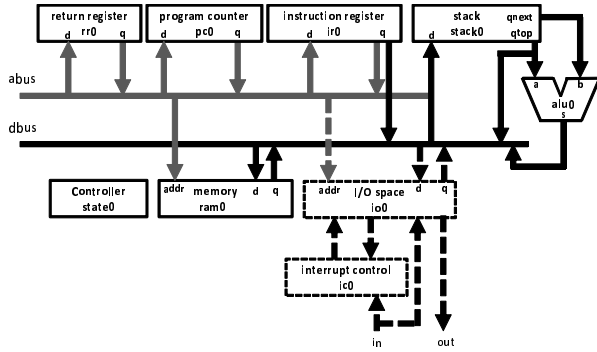 return register
rr0
d
q
program counter
pc0
d
q
instruction register
ir0
d
q
stack
stack0
qnext
qtop
d
a
b
alu0
s
abus
dbus
Controller
state0
addr
memory
ram0
d
q
addr
I/O space
io0
d
q
interrupt control
ic0
in
out